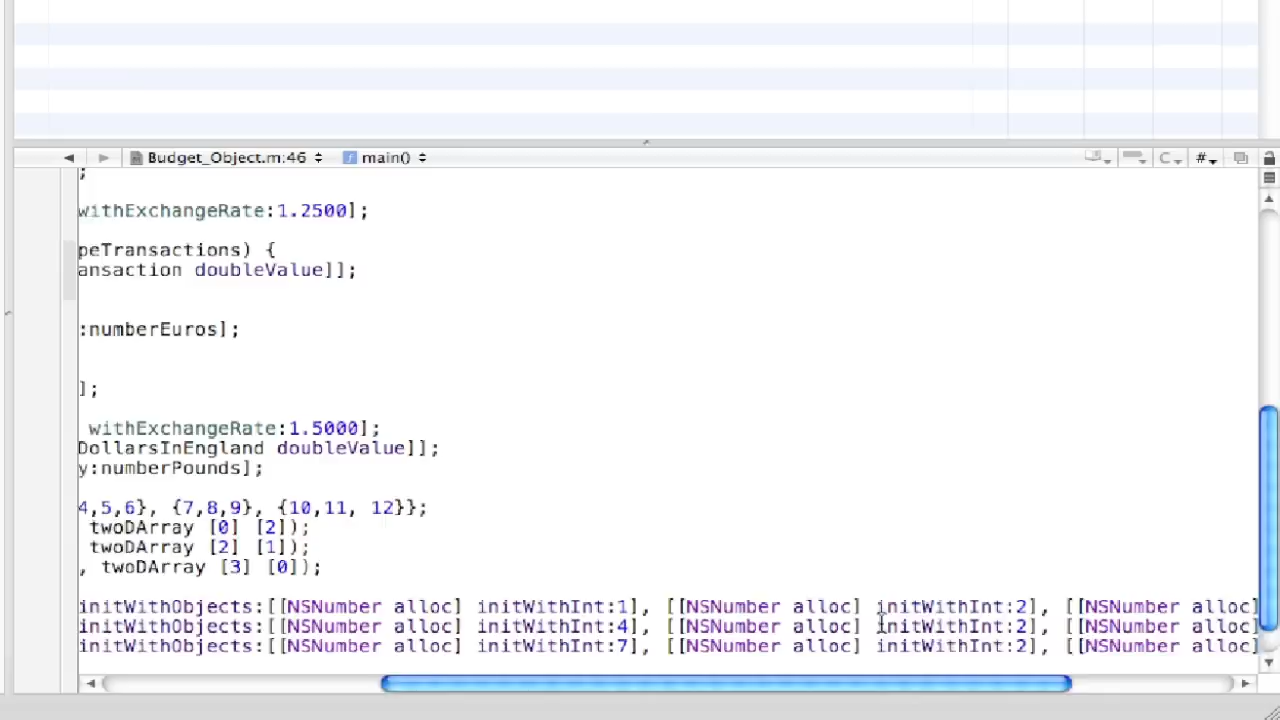 Budget_Object.m:46 main() C #
;
withExchangeRate:1.2500];
peTransactions) {
ansaction doubleValue]];
:numberEuros];
];
withExchangeRate:1.5000];
DollarsInEngland doubleValue]];
y:numberPounds];
4,5,6}, {7,8,9}, {10,11, 12}};
twoDArray [0] [2]);
twoDArray [2] [1]);
, twoDArray [3] [0]);
initWithObjects:[[NSNumber alloc] initWithInt:1], [[NSNumber alloc] initWithInt:2], [[NSNumber alloc]
initWithObjects:[[NSNumber alloc] initWithInt:4], [[NSNumber alloc] initWithInt:2], [[NSNumber alloc]
initWithObjects:[[NSNumber alloc] initWithInt:7], [[NSNumber alloc] initWithInt:2], [[NSNumber alloc]